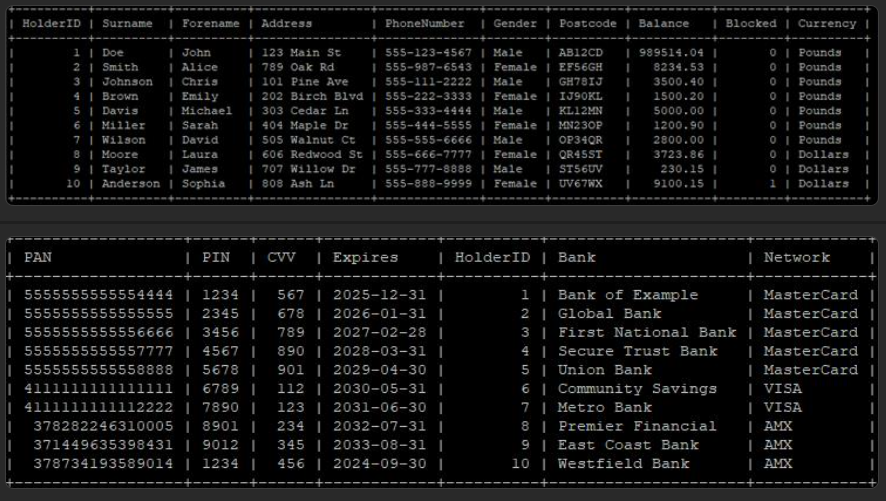 | HolderID | Surname | Forename | Address | PhoneNumber | Gender | Postcode | Balance | Blocked | Currency |
| 1 | Doe | John | 123 Main St | 555-123-4567 | Male | AB12CD | 989514.04 | 0 | Pounds |
| 2 | Smith | Alice | 789 Oak Rd | 555-987-6543 | Female | EF56GH | 8234.53 | 0 | Pounds |
| 3 | Johnson | Chris | 101 Pine Ave | 555-111-2222 | Male | GH78IJ | 3500.40 | 0 | Pounds |
| 4 | Brown | Emily | 202 Birch Blvd | 555-222-3333 | Female | IJ90KL | 1500.20 | 0 | Pounds |
| 5 | Davis | Michael | 303 Cedar Ln | 555-333-4444 | Male | KL12MN | 5000.00 | 0 | Pounds |
| 6 | Miller | Sarah | 404 Maple Dr | 555-444-5555 | Female | MN23OP | 1200.90 | 0 | Pounds |
| 7 | Wilson | David | 505 Walnut Ct | 555-555-6666 | Male | OP34QR | 2800.00 | 0 | Pounds |
| 8 | Moore | Laura | 606 Redwood St | 555-666-7777 | Female | QR45ST | 3723.86 | 0 | Dollars |
| 9 | Taylor | James | 707 Willow Dr | 555-777-8888 | Male | ST56UV | 230.15 | 0 | Dollars |
| 10 | Anderson | Sophia | 808 Ash Ln | 555-888-9999 | Female | UV67WX | 9100.15 | 1 | Dollars |
| PAN | PIN | CVV | Expires | HolderID | Bank | Network |
| 5555555555554444 | 1234 | 567 | 2025-12-31 | 1 | Bank of Example | MasterCard |
| 5555555555555555 | 2345 | 678 | 2026-01-31 | 2 | Global Bank | MasterCard |
| 5555555555556666 | 3456 | 789 | 2027-02-28 | 3 | First National Bank | MasterCard |
| 5555555555557777 | 4567 | 890 | 2028-03-31 | 4 | Secure Trust Bank | MasterCard |
| 5555555555558888 | 5678 | 901 | 2029-04-30 | 5 | Union Bank | MasterCard |
| 4111111111111111 | 6789 | 112 | 2030-05-31 | 6 | Community Savings | VISA |
| 4111111111112222 | 7890 | 123 | 2031-06-30 | 7 | Metro Bank | VISA |
| 378282246310005 | 8901 | 234 | 2032-07-31 | 8 | Premier Financial | AMX |
| 371449635398431 | 9012 | 345 | 2033-08-31 | 9 | East Coast Bank | AMX |
| 378734193589014 | 1234 | 456 | 2024-09-30 | 10 | Westfield Bank | AMX |